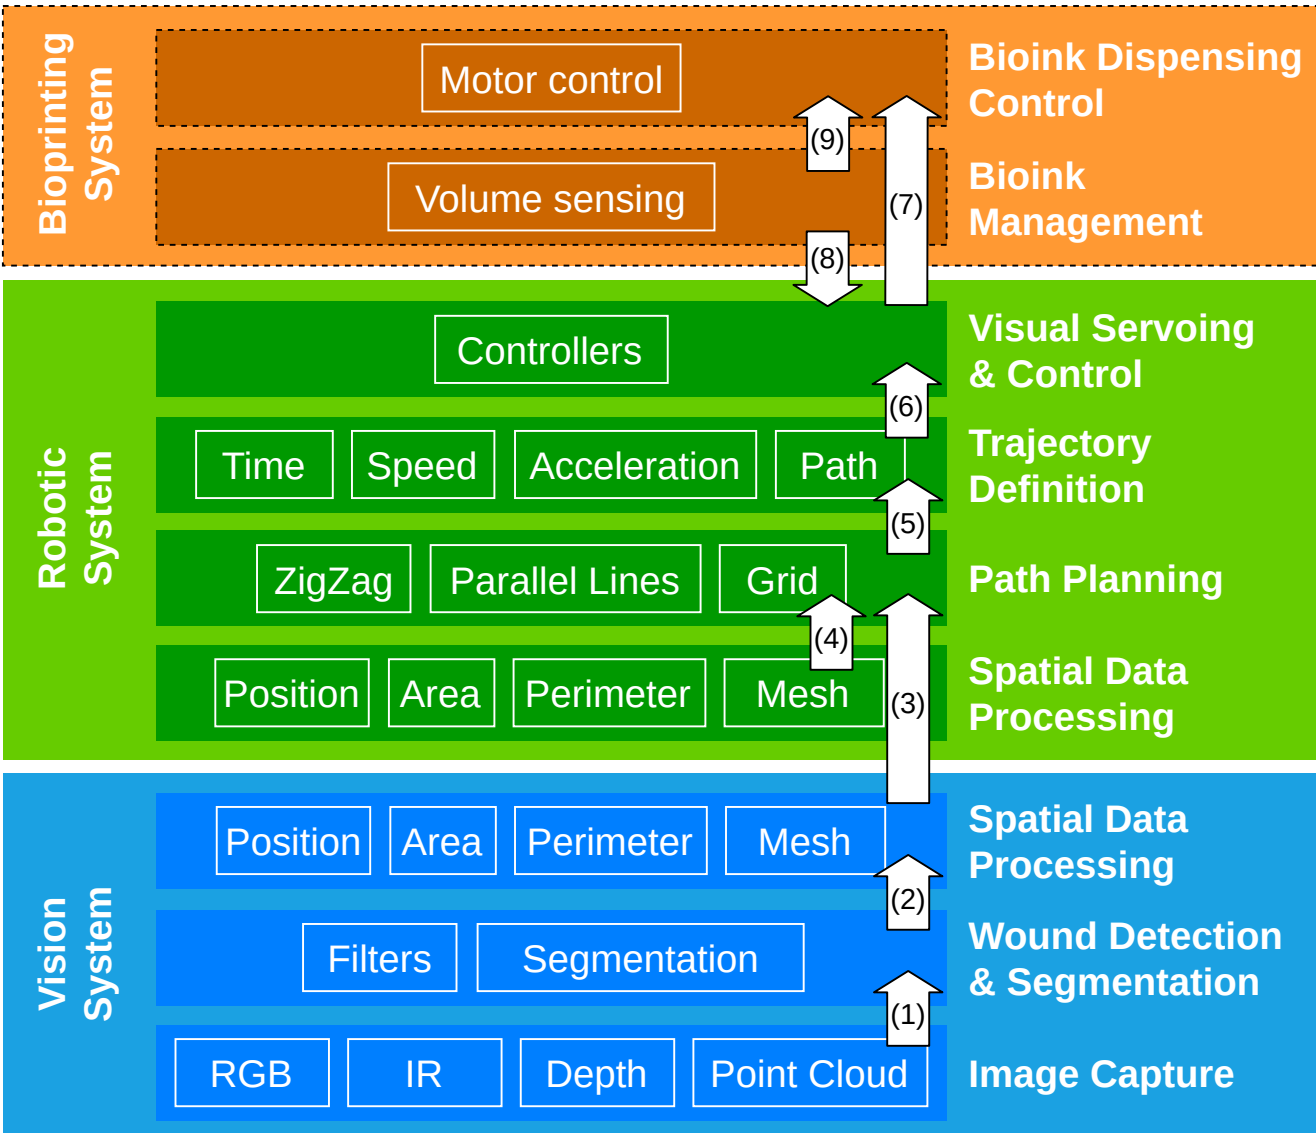 Bioprinting
System
Motor control
Bioink Dispensing
Control
(9)
Volume sensing
Bioink
Management
(7)
(8)
Robotic
System
Controllers
Visual Servoing
& Control
(6)
Time
Speed
Acceleration
Path
Trajectory
Definition
(5)
ZigZag
Parallel Lines
Grid
Path Planning
(4)
Position
Area
Perimeter
Mesh
(3)
Spatial Data
Processing
Vision
System
Position
Area
Perimeter
Mesh
Spatial Data
Processing
(2)
Filters
Segmentation
Wound Detection
& Segmentation
(1)
RGB
IR
Depth
Point Cloud
Image Capture